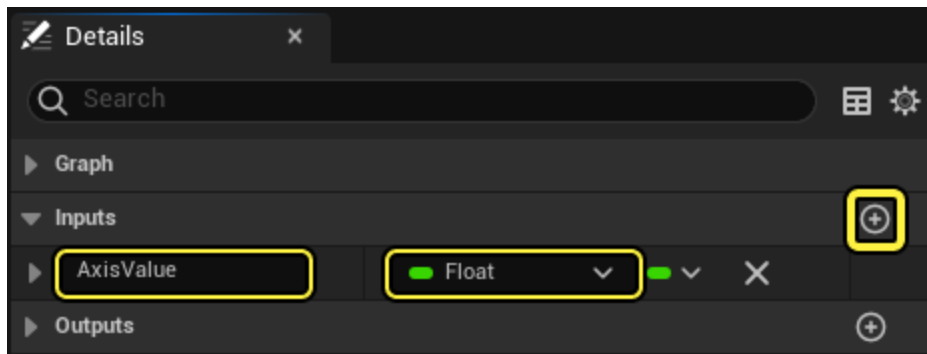 Details
Search
Graph
Inputs
AxisValue Float
Outputs